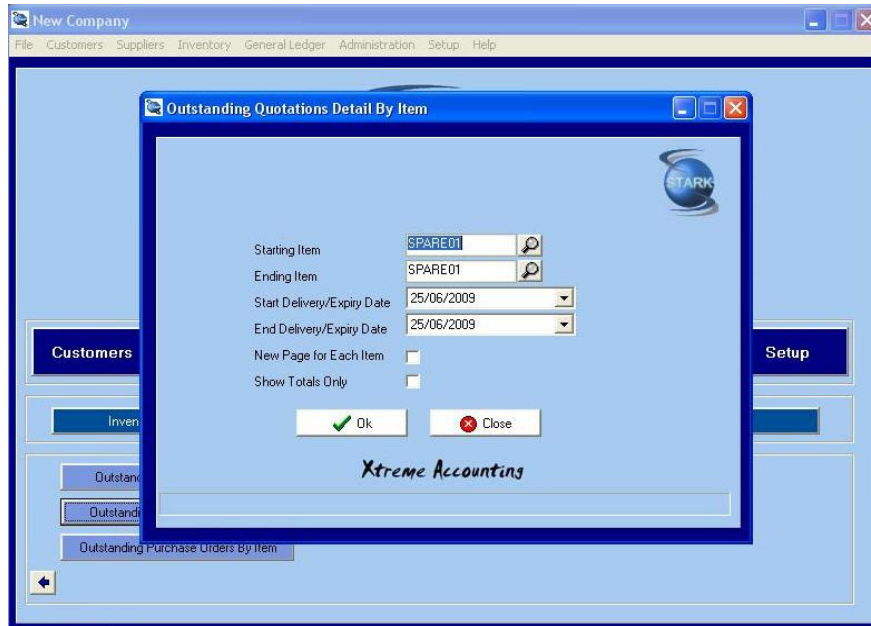 New Company
File Customers Suppliers Inventory General Ledger Administration Setup Help
Outstanding Quotations Detail By Item
STARK
Starting Item SPARE01
Ending Item SPARE01
Start Delivery/Expiry Date 25/06/2009
End Delivery/Expiry Date 25/06/2009
New Page for Each Item
Show Totals Only
Ok Close
Xtreme Accounting
Customers Setup
Inven
Outstand
Outstandi
Outstanding Purchase Orders By Item